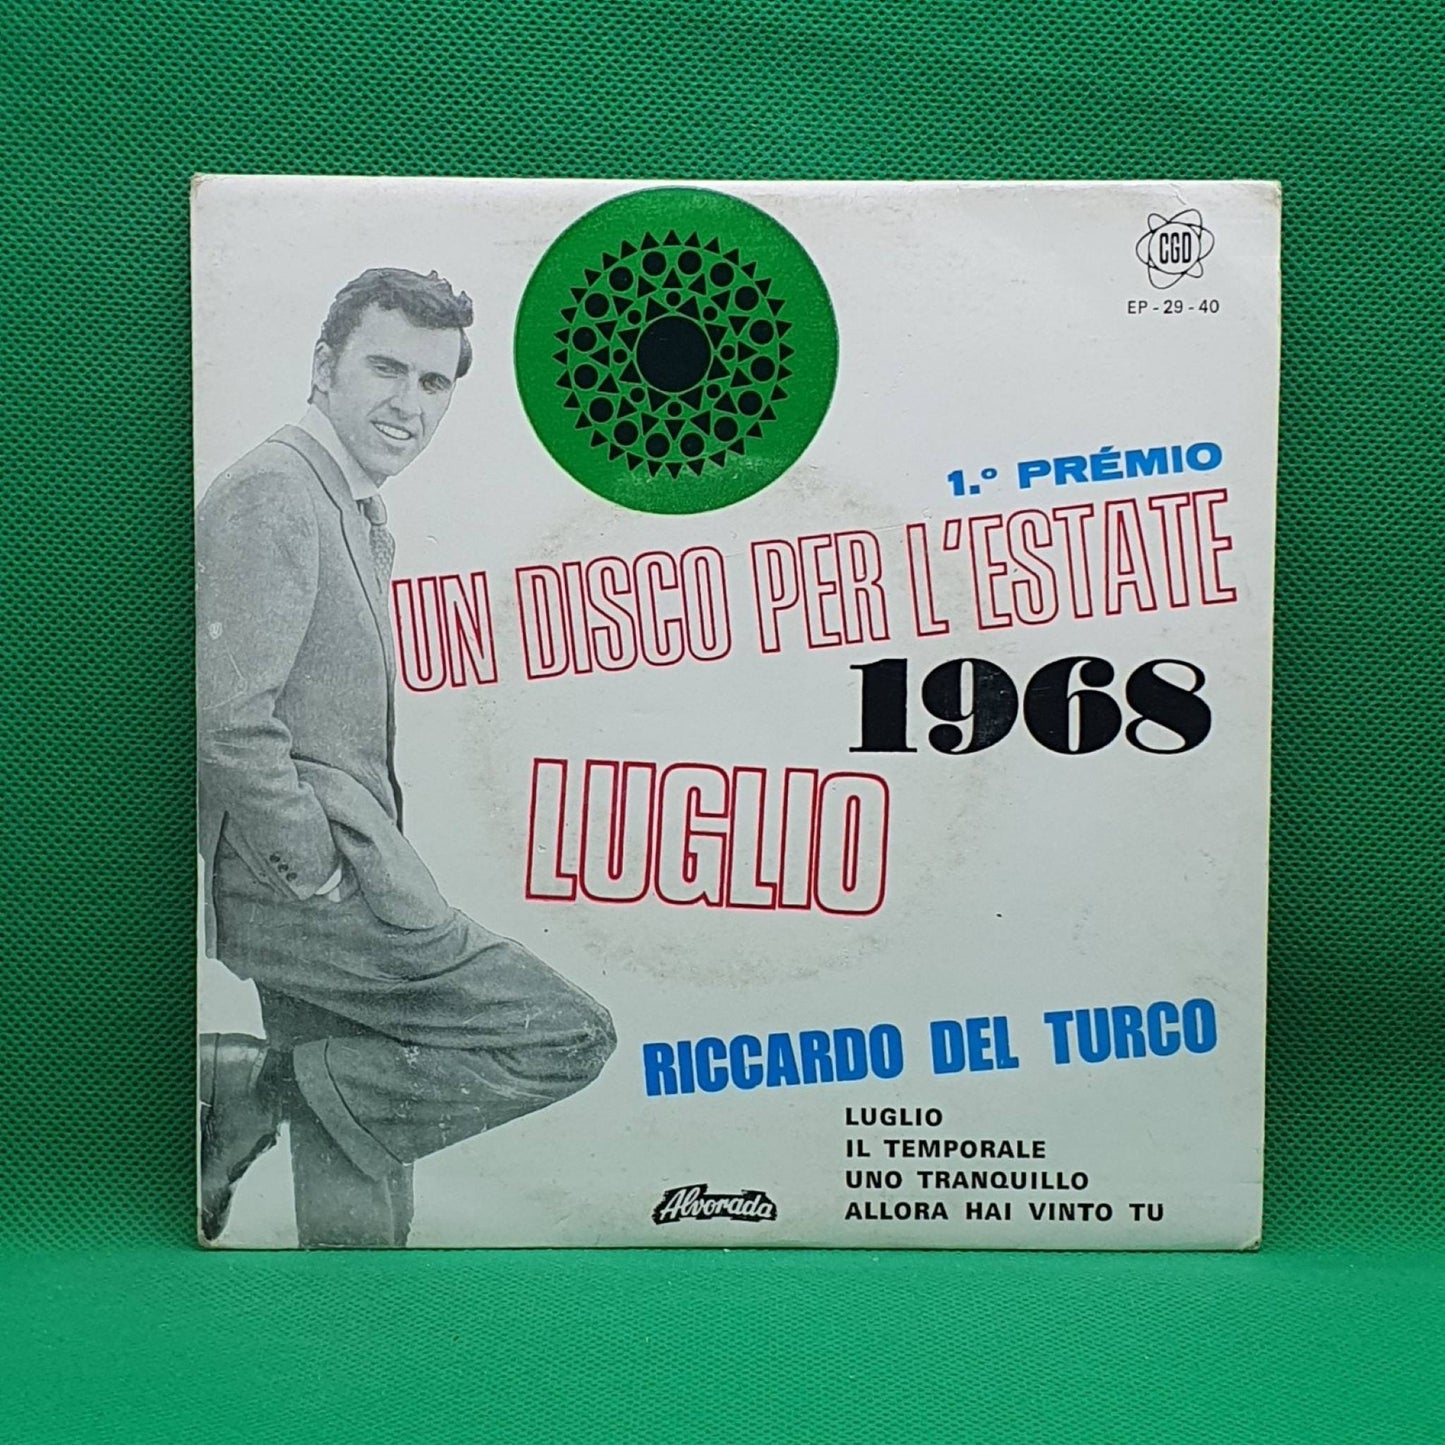 CGD
EP - 29 - 40
1.º PRÉMIO
UN DISCO PER L'ESTATE
1968
LUGLIO
RICCARDO DEL TURCO
LUGLIO
IL TEMPORALE
UNO TRANQUILLO
ALLORA HAI VINTO TU
Alvorada